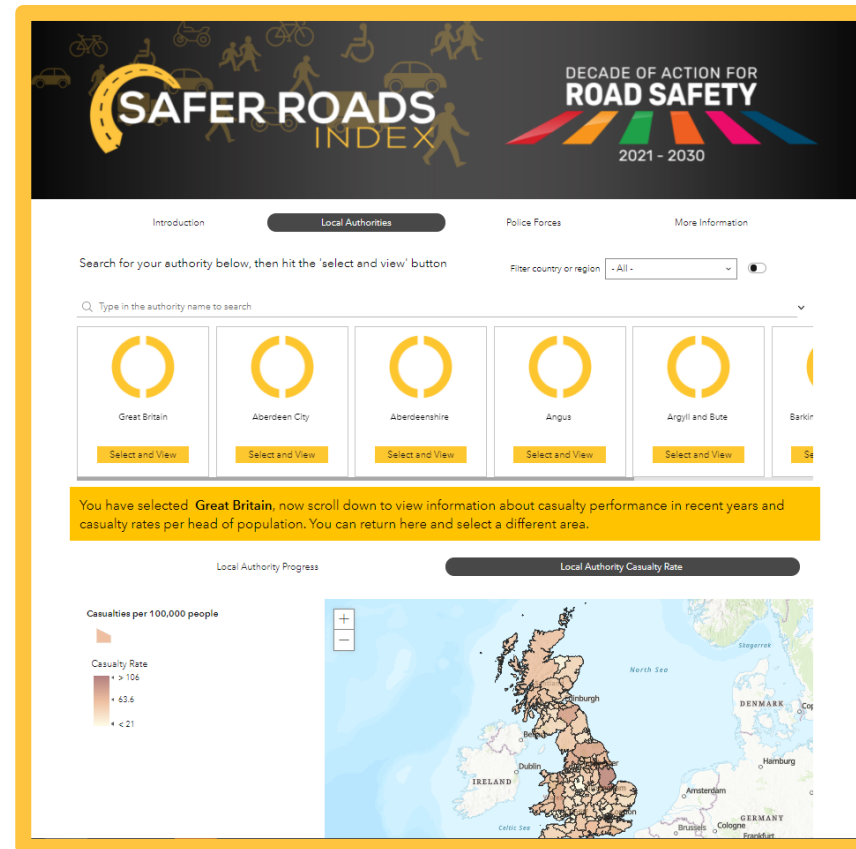 SAFER ROADS
INDEX
DECADE OF ACTION FOR
ROAD SAFETY
2021 - 2030
Introduction
Local Authorities
Police Forces
More Information
Search for your authority below, then hit the 'select and view' button
Filter country or region
- All -
Type in the authority name to search
Great Britain
Aberdeen City
Aberdeenshire
Angus
Argyll and Bute
Select and View
Select and View
Select and View
Select and View
Select and View
You have selected Great Britain, now scroll down to view information about casualty performance in recent years and
casualty rates per head of population. You can return here and select a different area.
Local Authority Progress
Local Authority Casualty Rate
Casualties per 100,000 people
Casualty Rate
> 106
63.6
< 21
+
−
Skagerrak
North Sea
DENMARK
Edinburgh
Dublin
IRELAND
Hamburg
Amsterdam
Celtic Sea
GERMANY
Brussels
Cologne
Frankfurt